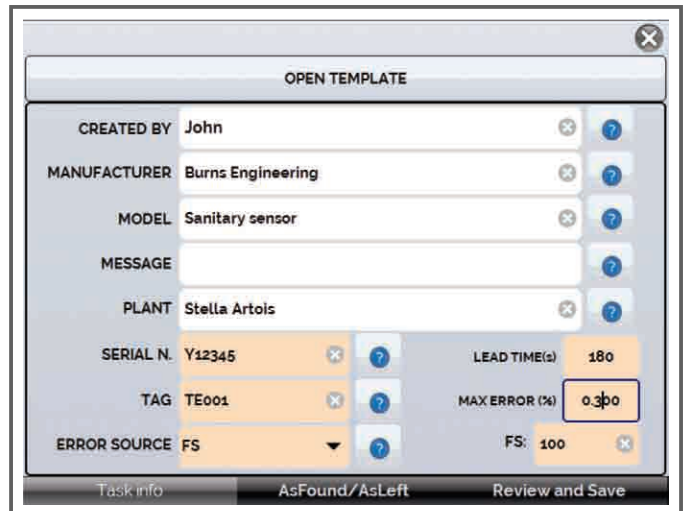 OPEN TEMPLATE
CREATED BY John
MANUFACTURER Burns Engineering
MODEL Sanitary sensor
MESSAGE
PLANT Stella Artois
SERIAL N. Y12345 LEAD TIME(s) 180
TAG TE001 MAX ERROR (%) 0.300
ERROR SOURCE FS FS: 100
Task info AsFound/AsLeft Review and Save